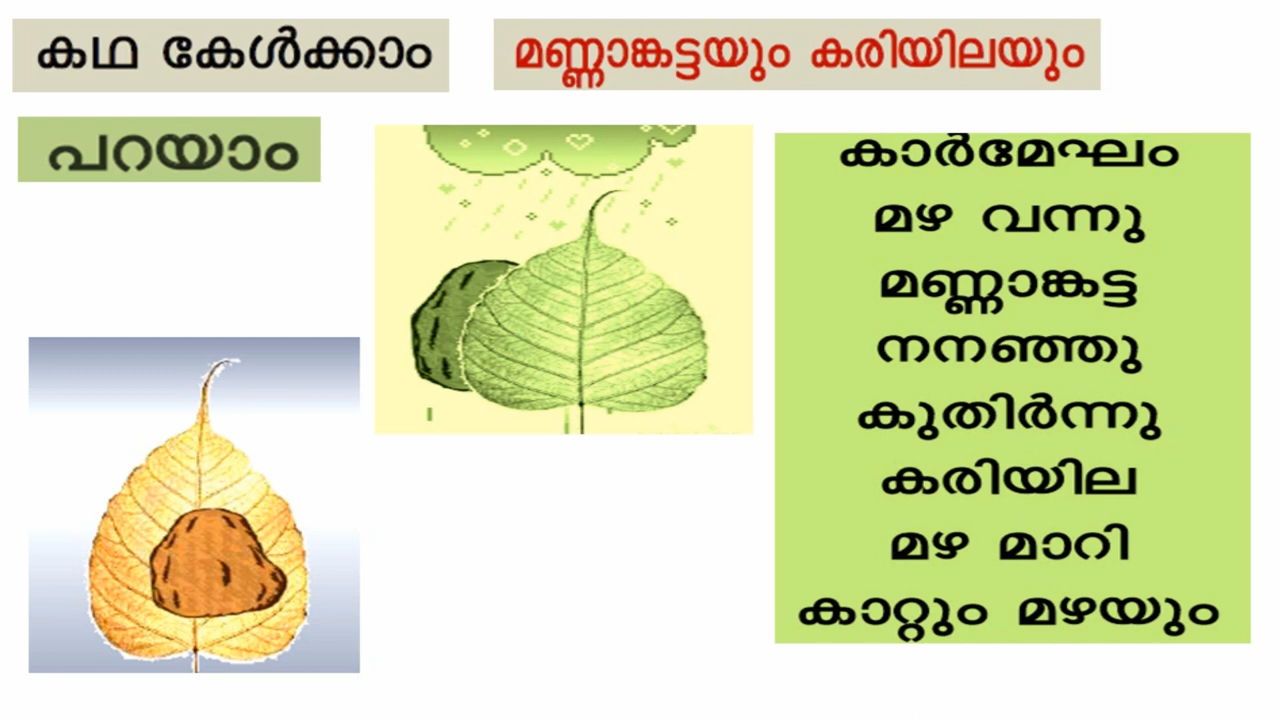 കഥ കേൾക്കാം
മണ്ണാങ്കട്ടയും കരിയിലയും
പറയാം
കാർമേഘം
മഴ വന്നു
മണ്ണാങ്കട്ട
നനഞ്ഞു
കുതിർന്നു
കരിയില
മഴ മാറി
കാറ്റും മഴയും